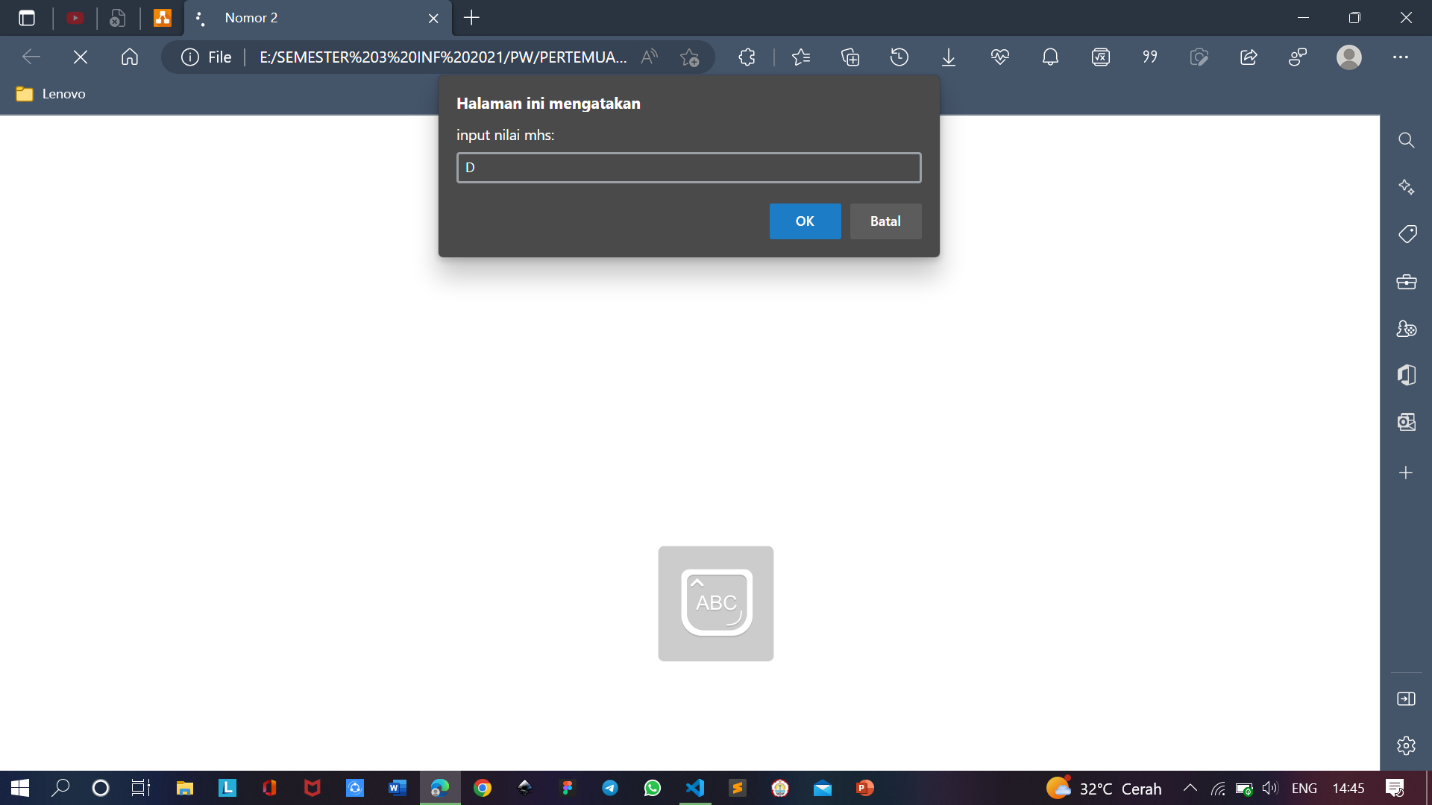 Nomor 2
File
E:/SEMESTER%203%20INF%202021/PW/PERTEMUA...
Lenovo
Halaman ini mengatakan
input nilai mhs:
D
OK
Batal
ABC
32°C Cerah
ENG
14:45